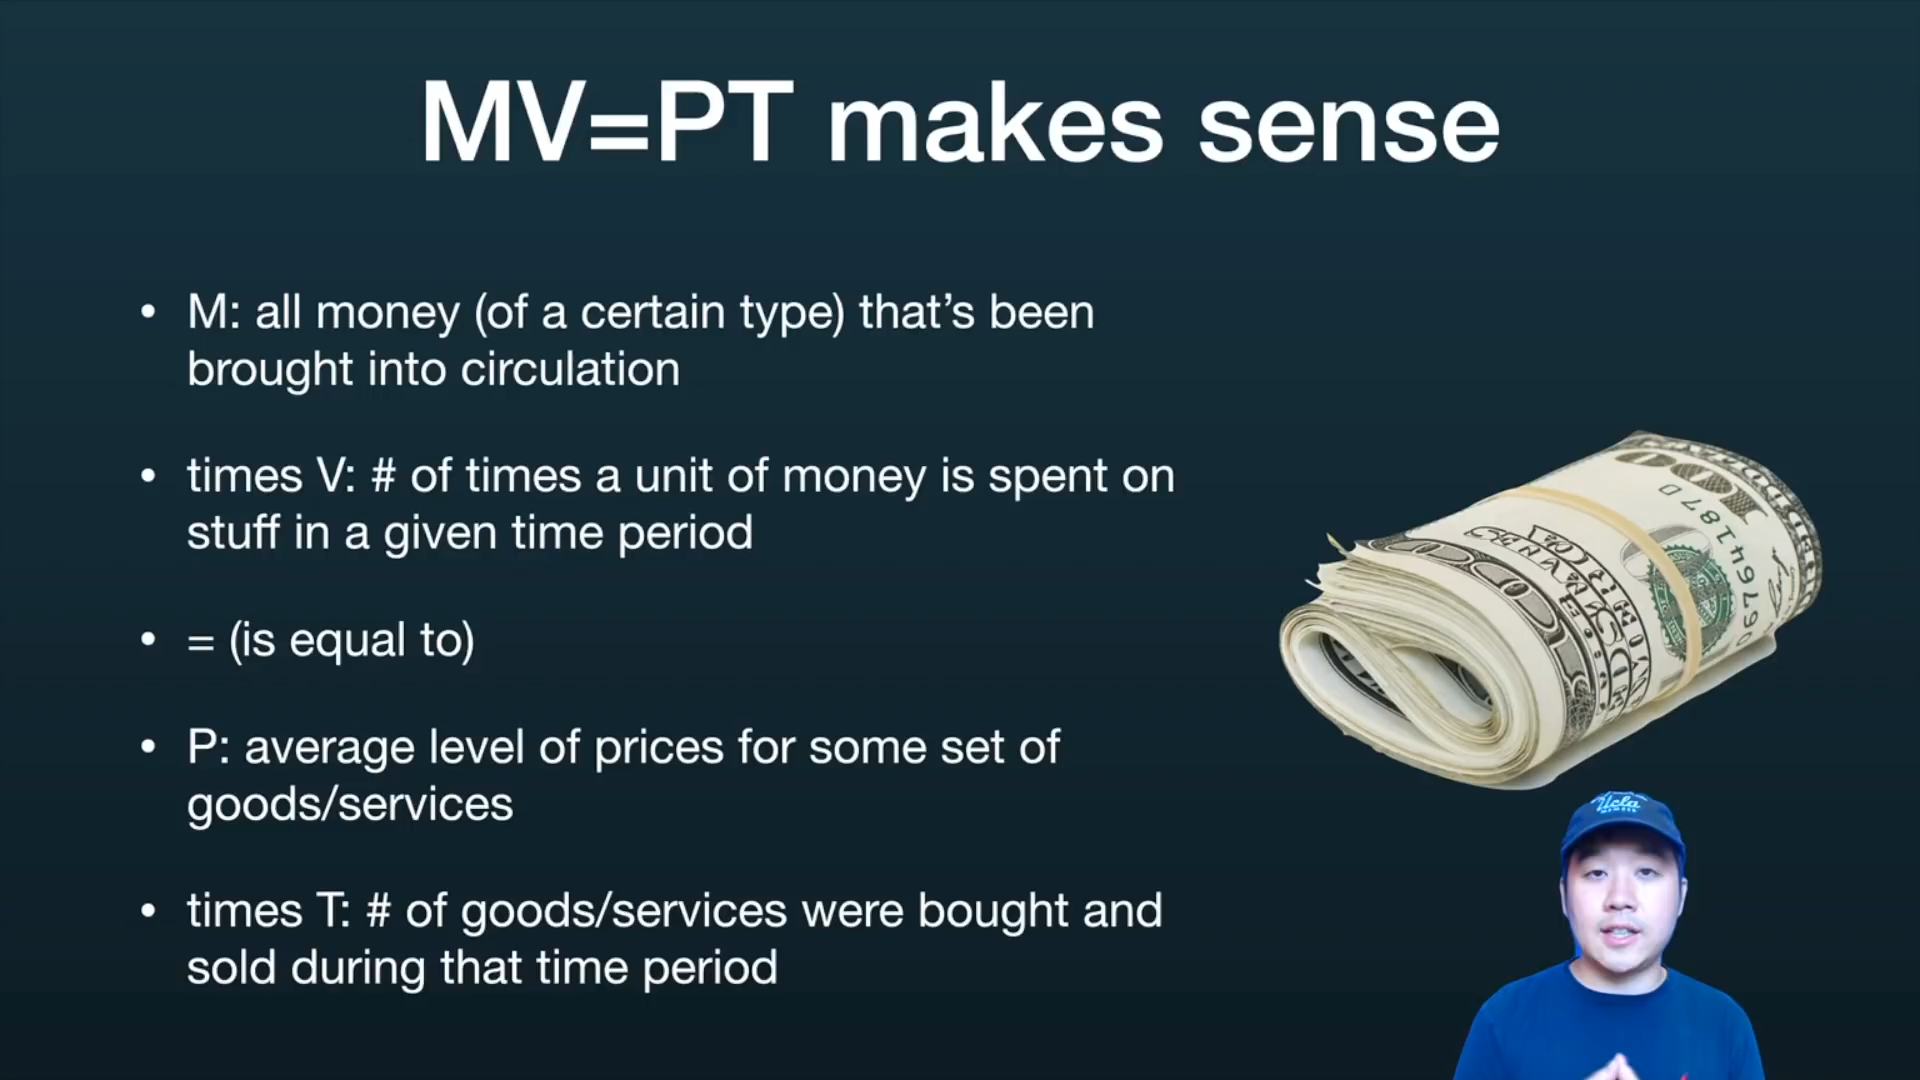 MV=PT makes sense
• M: all money (of a certain type) that’s been
brought into circulation
• times V: # of times a unit of money is spent on
stuff in a given time period
• = (is equal to)
• P: average level of prices for some set of
goods/services
• times T: # of goods/services were bought and
sold during that time period
100
Ucla